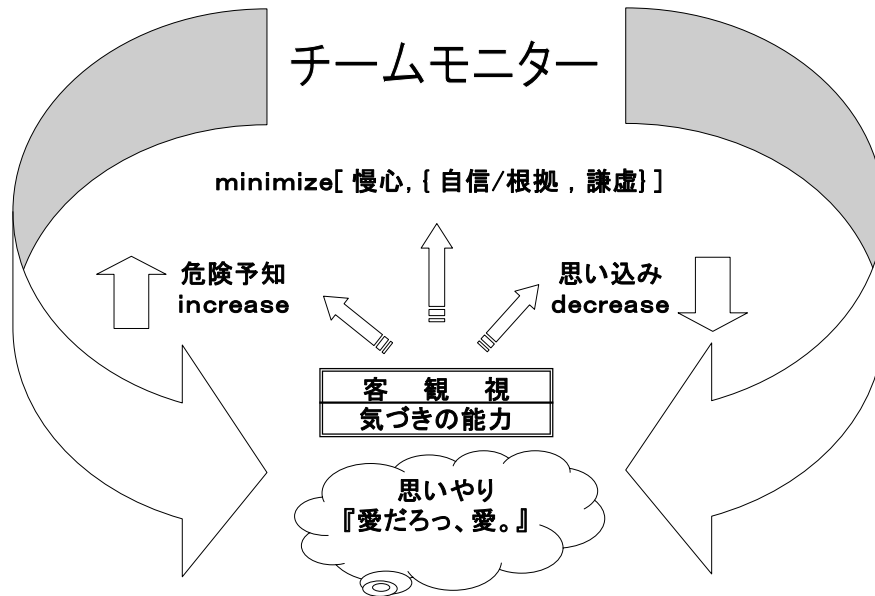 チームモニター
minimize[ 慢心, { 自信/根拠 , 謙虚} ]
危険予知
increase
思い込み
decrease
客 観 視
気づきの能力
思いやり
『愛だろっ、愛。』